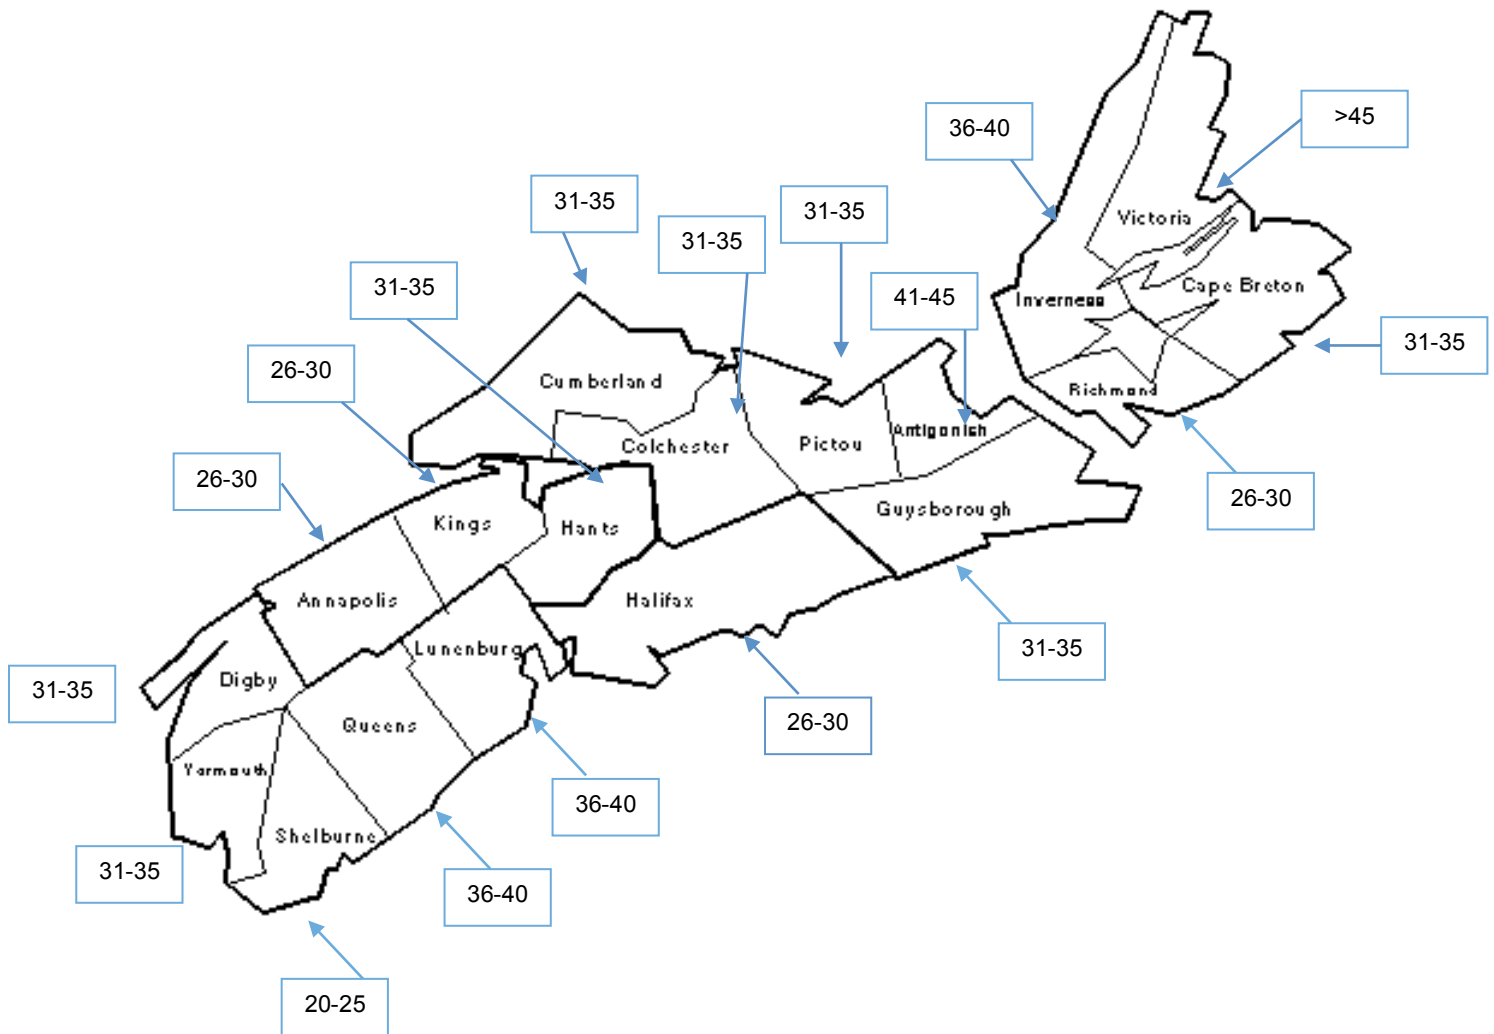 >45
36-40
31-35
31-35
31-35
Victoria
31-35
41-45
Inverness
Cape Breton
31-35
26-30
Cumberland
Richmond
Colchester
Pictou
Antigonish
26-30
26-30
Kings
Hants
Guysborough
Annapolis
Halifax
31-35
Lunenburg
31-35
Digby
Queens
26-30
Yarmouth
36-40
Shelburne
31-35
36-40
20-25